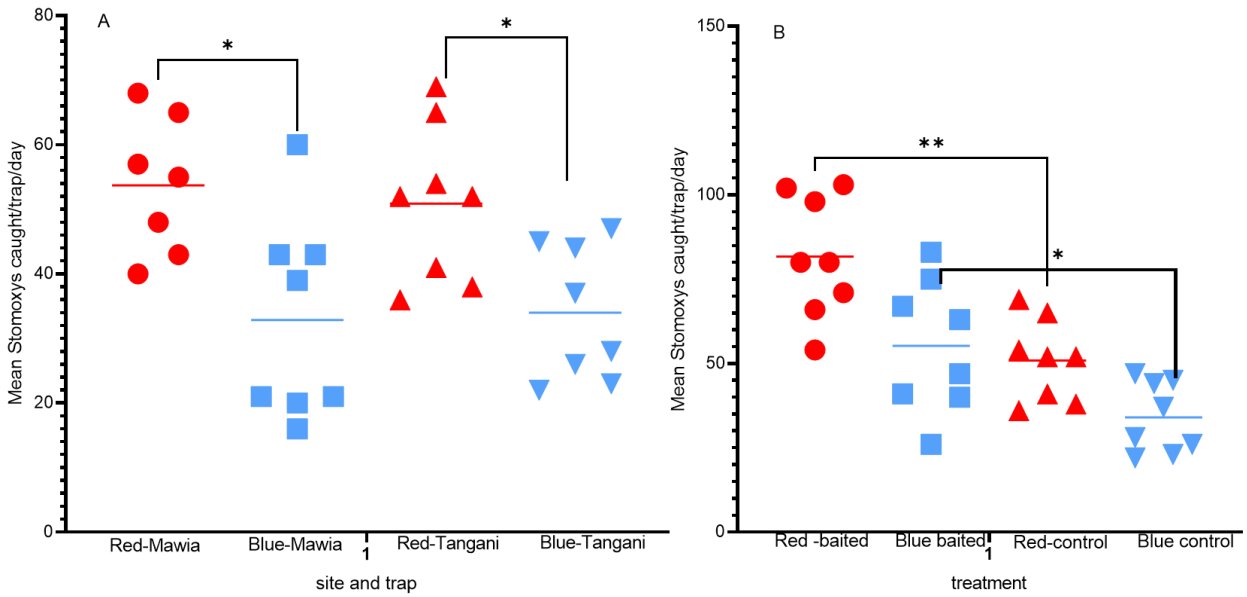 A
80
60
40
20
0
Mean Stomoxys caught/trap/day
*
*
Red-Mawia
Blue-Mawia
1
Red-Tangani
Blue-Tangani
site and trap
B
150
100
50
0
Mean Stomoxys caught/trap/day
**
*
Red -baited
Blue baited
1
Red-control
Blue control
treatment